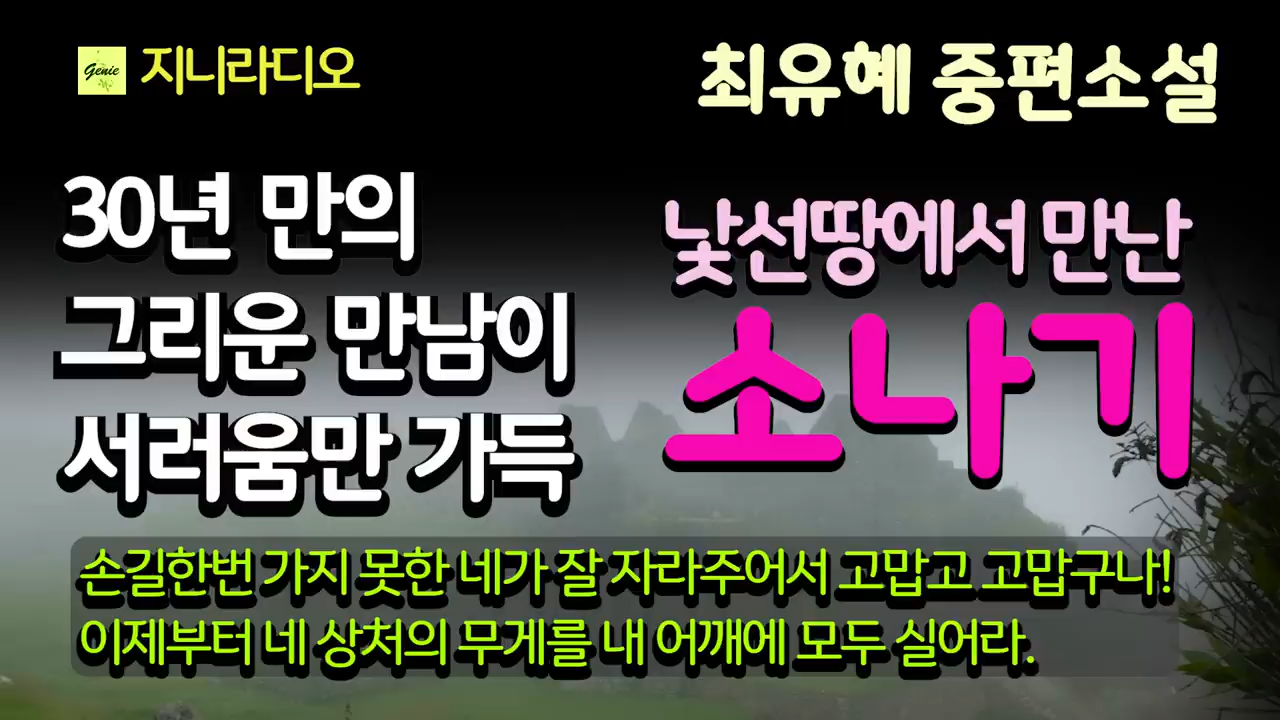 Genie
지니라디오
최유혜 중편소설
30년 만의
그리운 만남이
서러움만 가득
낯선땅에서 만난
소나기
손길한번 가지 못한 네가 잘 자라주어서 고맙고 고맙구나!
이제부터 네 상처의 무게를 내 어깨에 모두 실어라.